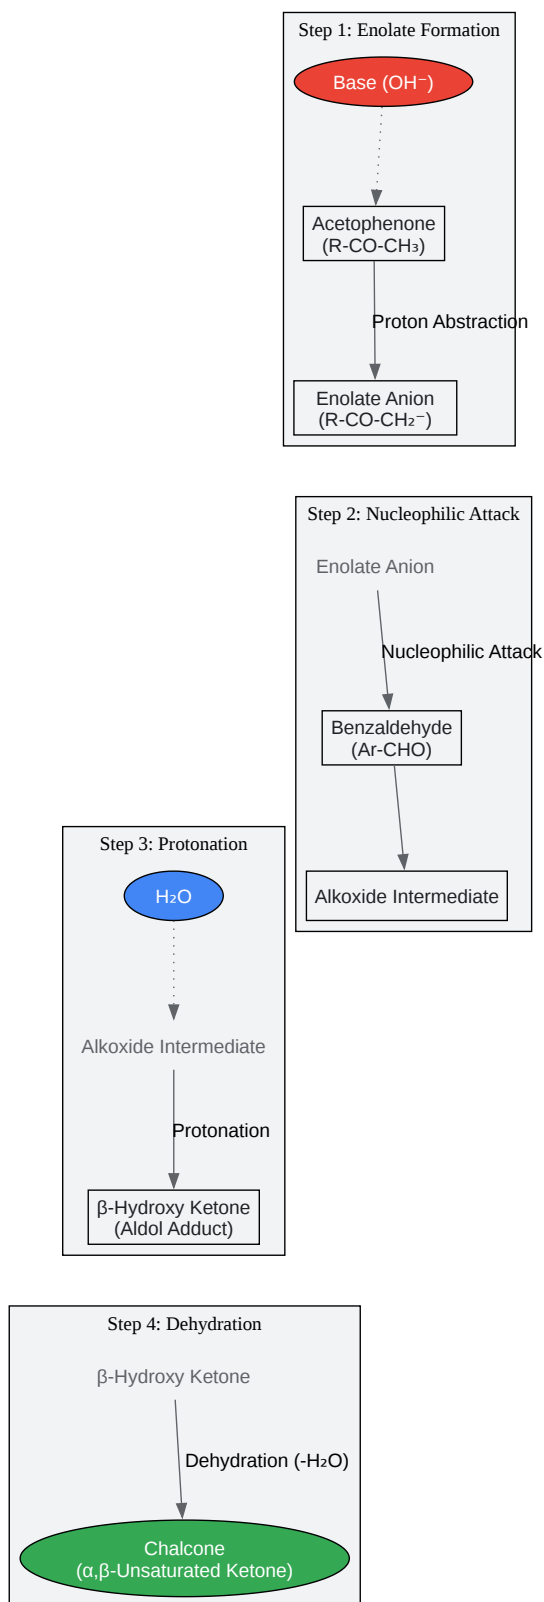 Step 1: Enolate Formation
Base (OH⁻)
Acetophenone
(R-CO-CH₃)
Proton Abstraction
Enolate Anion
(R-CO-CH₂⁻)
Step 2: Nucleophilic Attack
Enolate Anion
Nucleophilic Attack
Benzaldehyde
(Ar-CHO)
Alkoxide Intermediate
Step 3: Protonation
H₂O
Alkoxide Intermediate
Protonation
β-Hydroxy Ketone
(Aldol Adduct)
Step 4: Dehydration
β-Hydroxy Ketone
Dehydration (-H₂O)
Chalcone
(α,β-Unsaturated Ketone)